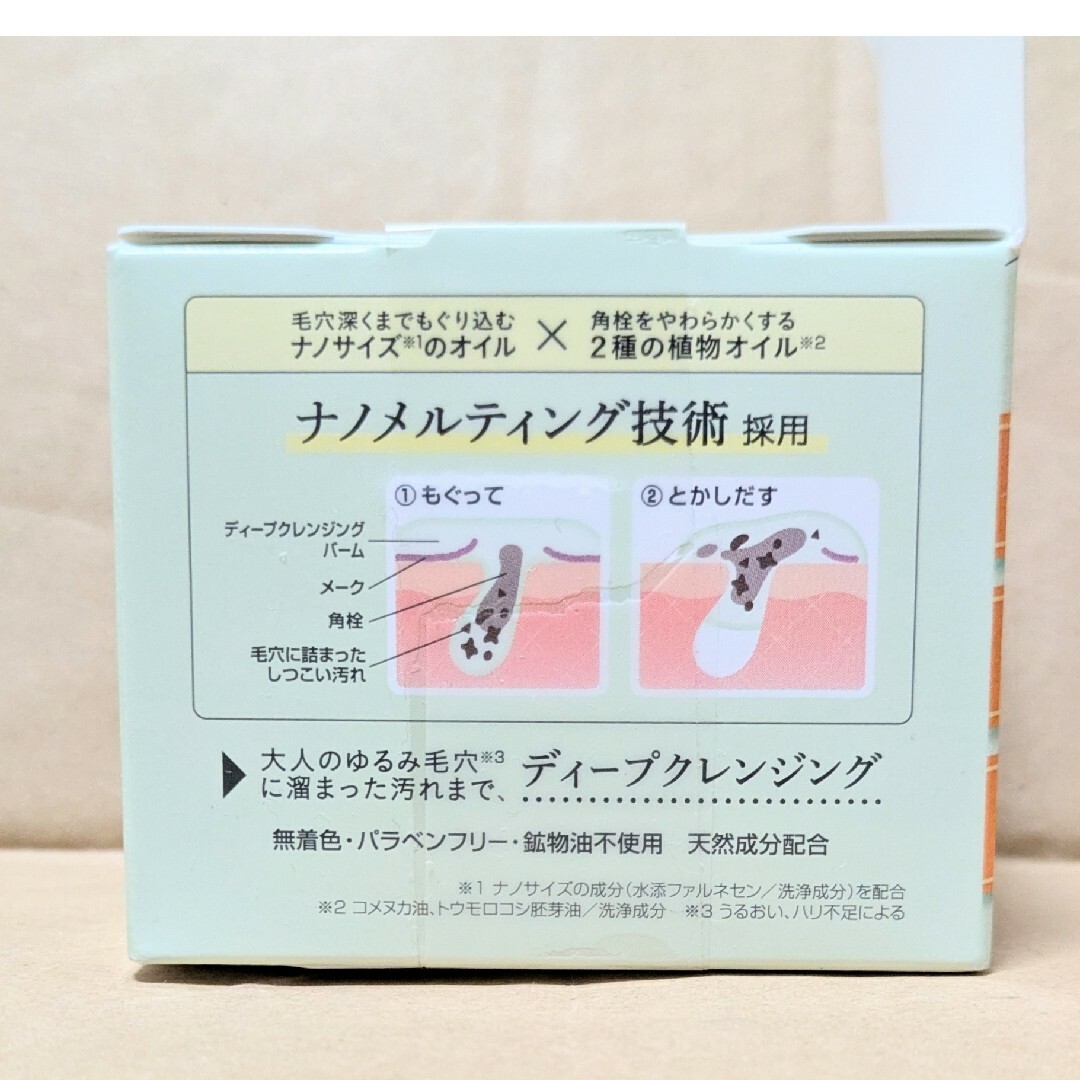 毛穴深くまでもぐり込む
ナノサイズ※1のオイル
×
角栓をやわらかくする
2種の植物オイル※2
ナノメルティング技術 採用
①もぐって
ディープクレンジング
バーム
メーク
角栓
毛穴に詰まった
しつこい汚れ
②とかしだす
大人のゆるみ毛穴※3
に溜まった汚れまで、
ディープクレンジング
無着色・パラベンフリー・鉱物油不使用 天然成分配合
※1 ナノサイズの成分(水添ファルネセン/洗浄成分)を配合
※2 コメヌカ油、トウモロコシ胚芽油/洗浄成分 ※3 うるおい、ハリ不足による